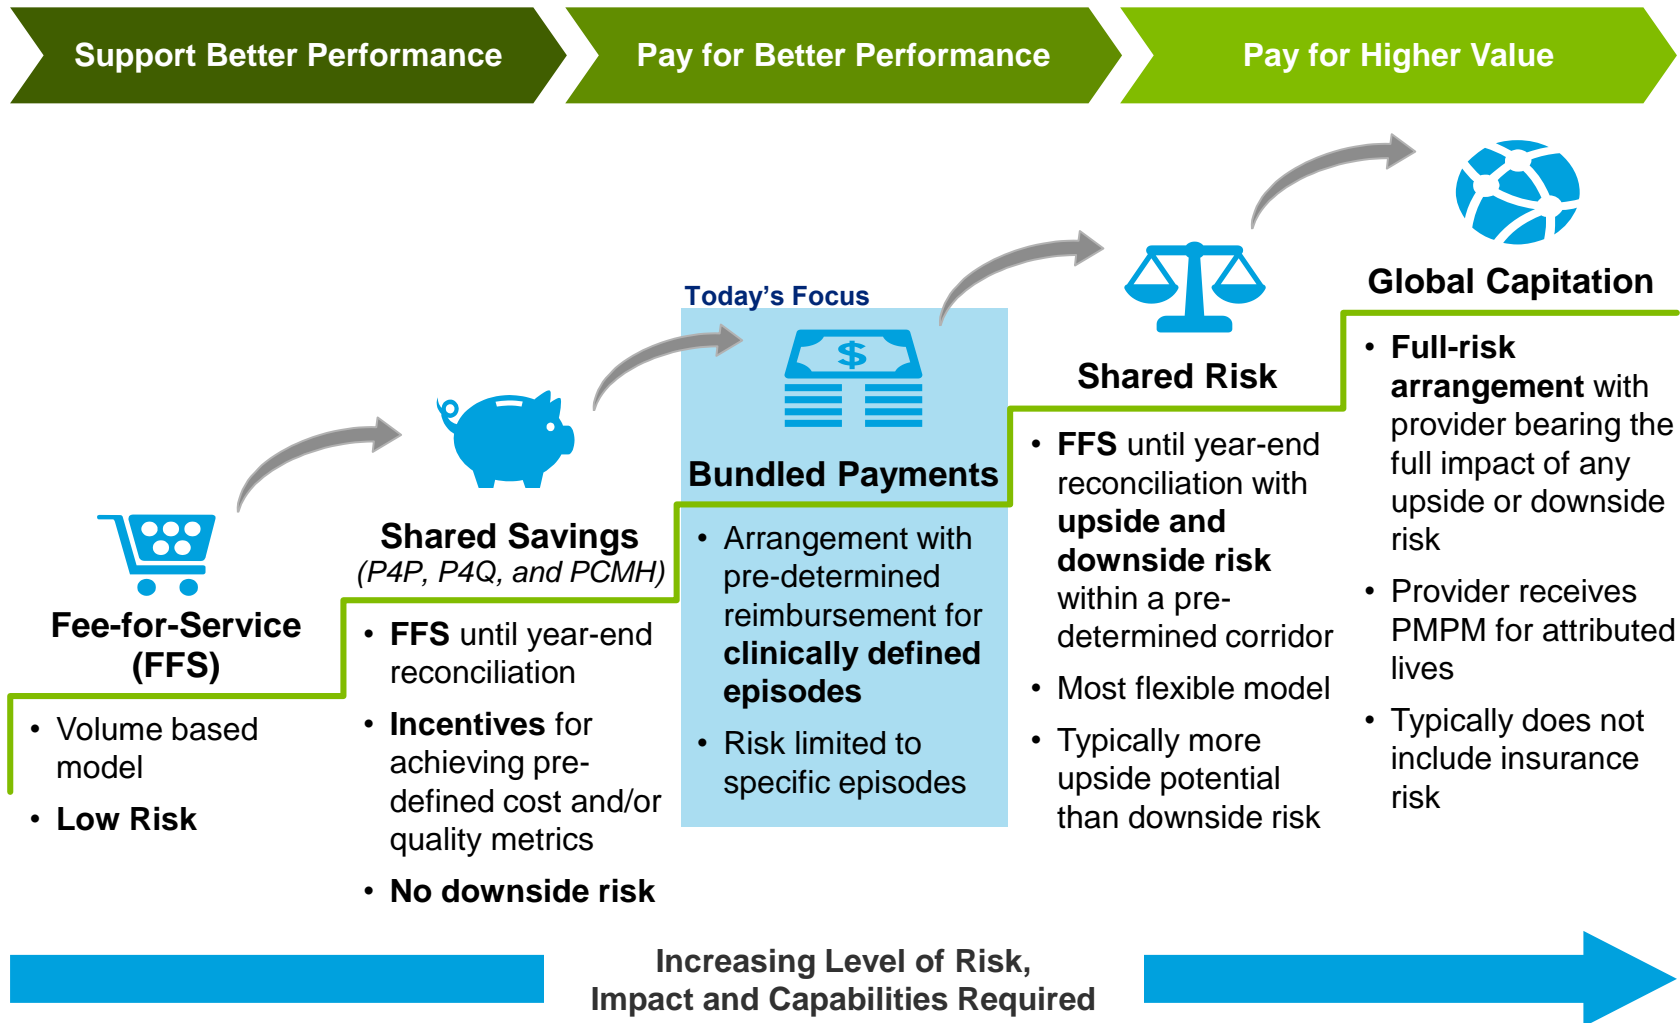 Support Better Performance
Pay for Better Performance
Pay for Higher Value
Fee-for-Service
(FFS)
• Volume based
model
• Low Risk
Shared Savings
(P4P, P4Q, and PCMH)
• FFS until year-end
reconciliation
• Incentives for
achieving pre-
defined cost and/or
quality metrics
• No downside risk
Today's Focus
$
Bundled Payments
• Arrangement with
pre-determined
reimbursement for
clinically defined
episodes
• Risk limited to
specific episodes
Shared Risk
• FFS until year-end
reconciliation with
upside and
downside risk
within a pre-
determined corridor
• Most flexible model
• Typically more
upside potential
than downside risk
Global Capitation
• Full-risk
arrangement with
provider bearing the
full impact of any
upside or downside
risk
• Provider receives
PMPM for attributed
lives
• Typically does not
include insurance
risk
Increasing Level of Risk,
Impact and Capabilities Required